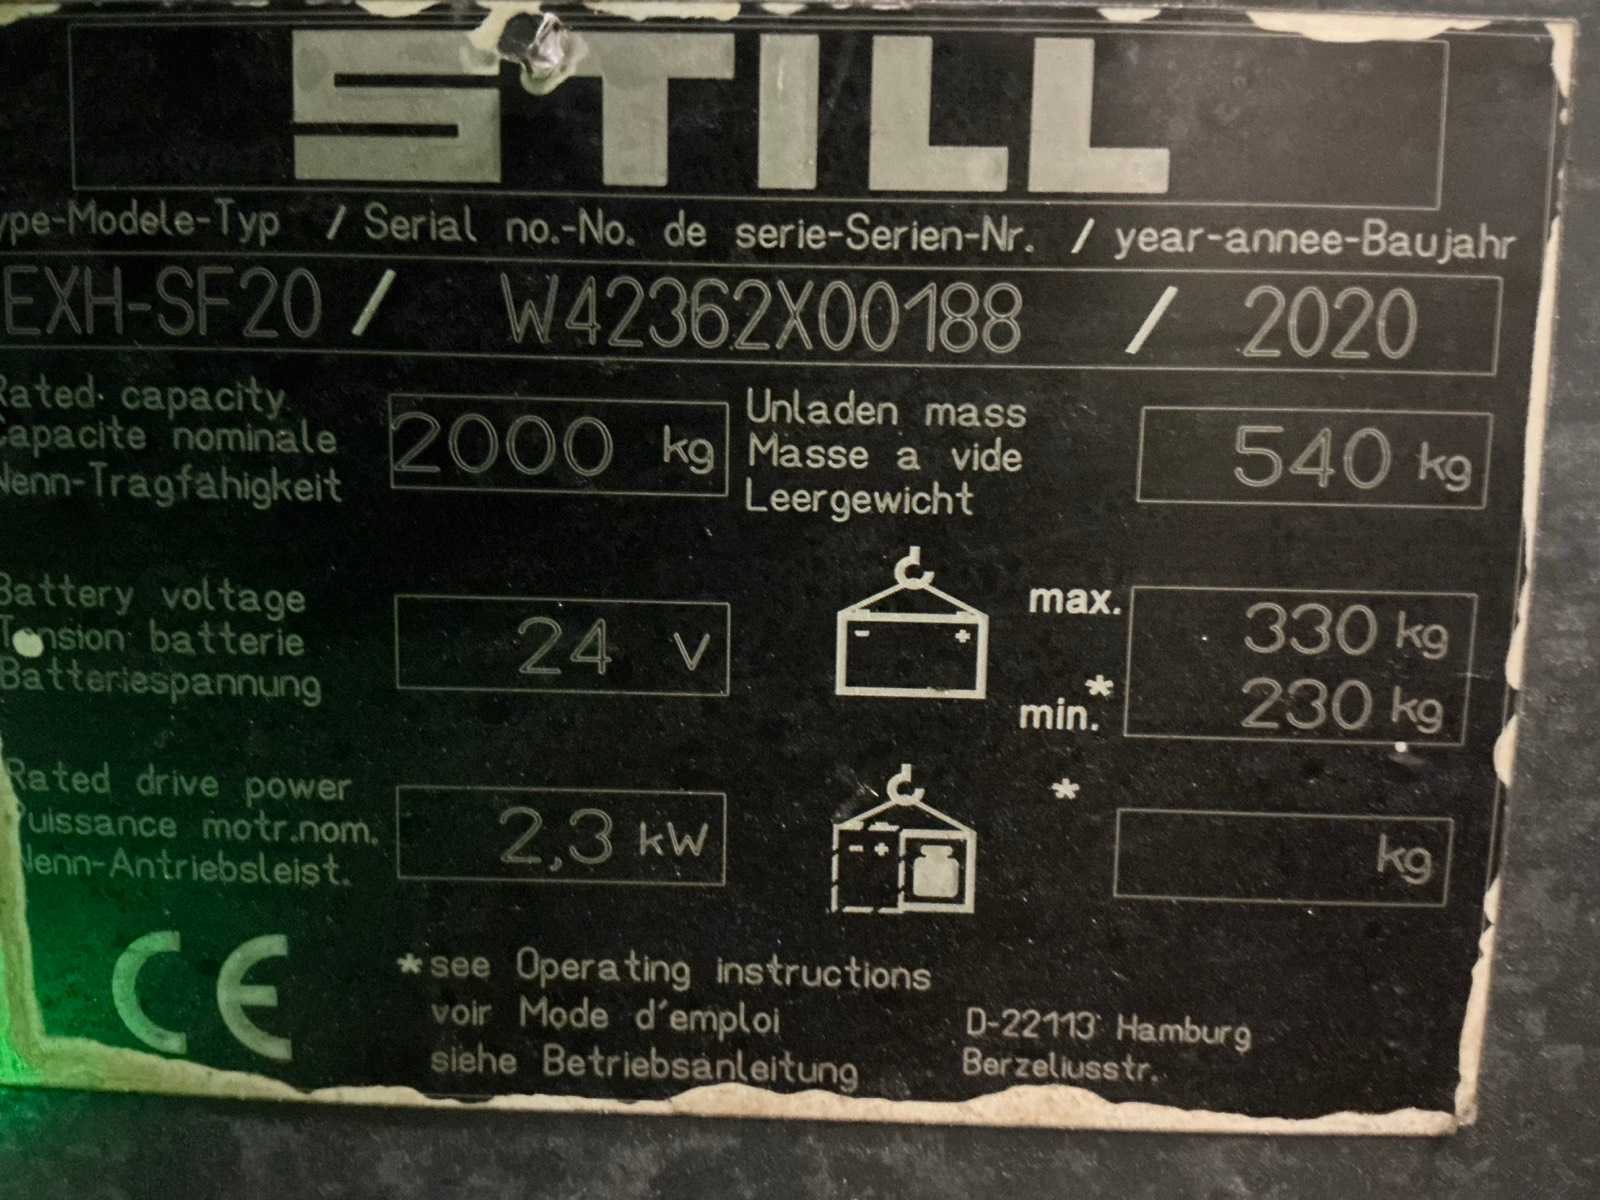 STILL
ype-Modele-Typ / Serial no.-No. de serie-Serien-Nr. / year-annee-Baujahr
EXH-SF20 / W42362X00188 / 2020
Rated capacity
Capacite nominale
Nenn-Tragfahigkeit
2000 kg
Unladen mass
Masse a vide
Leergewicht
540 kg
Battery voltage
Tension batterie
Batteriespannung
24 V
- +
max. 330 kg
min.* 230 kg
Rated drive power
Puissance motr.nom.
Nenn-Antriebsleist.
2,3 kW
- +
*
kg
CE
*see Operating instructions
voir Mode d'emploi
siehe Betriebsanleitung
D-22113 Hamburg
Berzeliusstr.